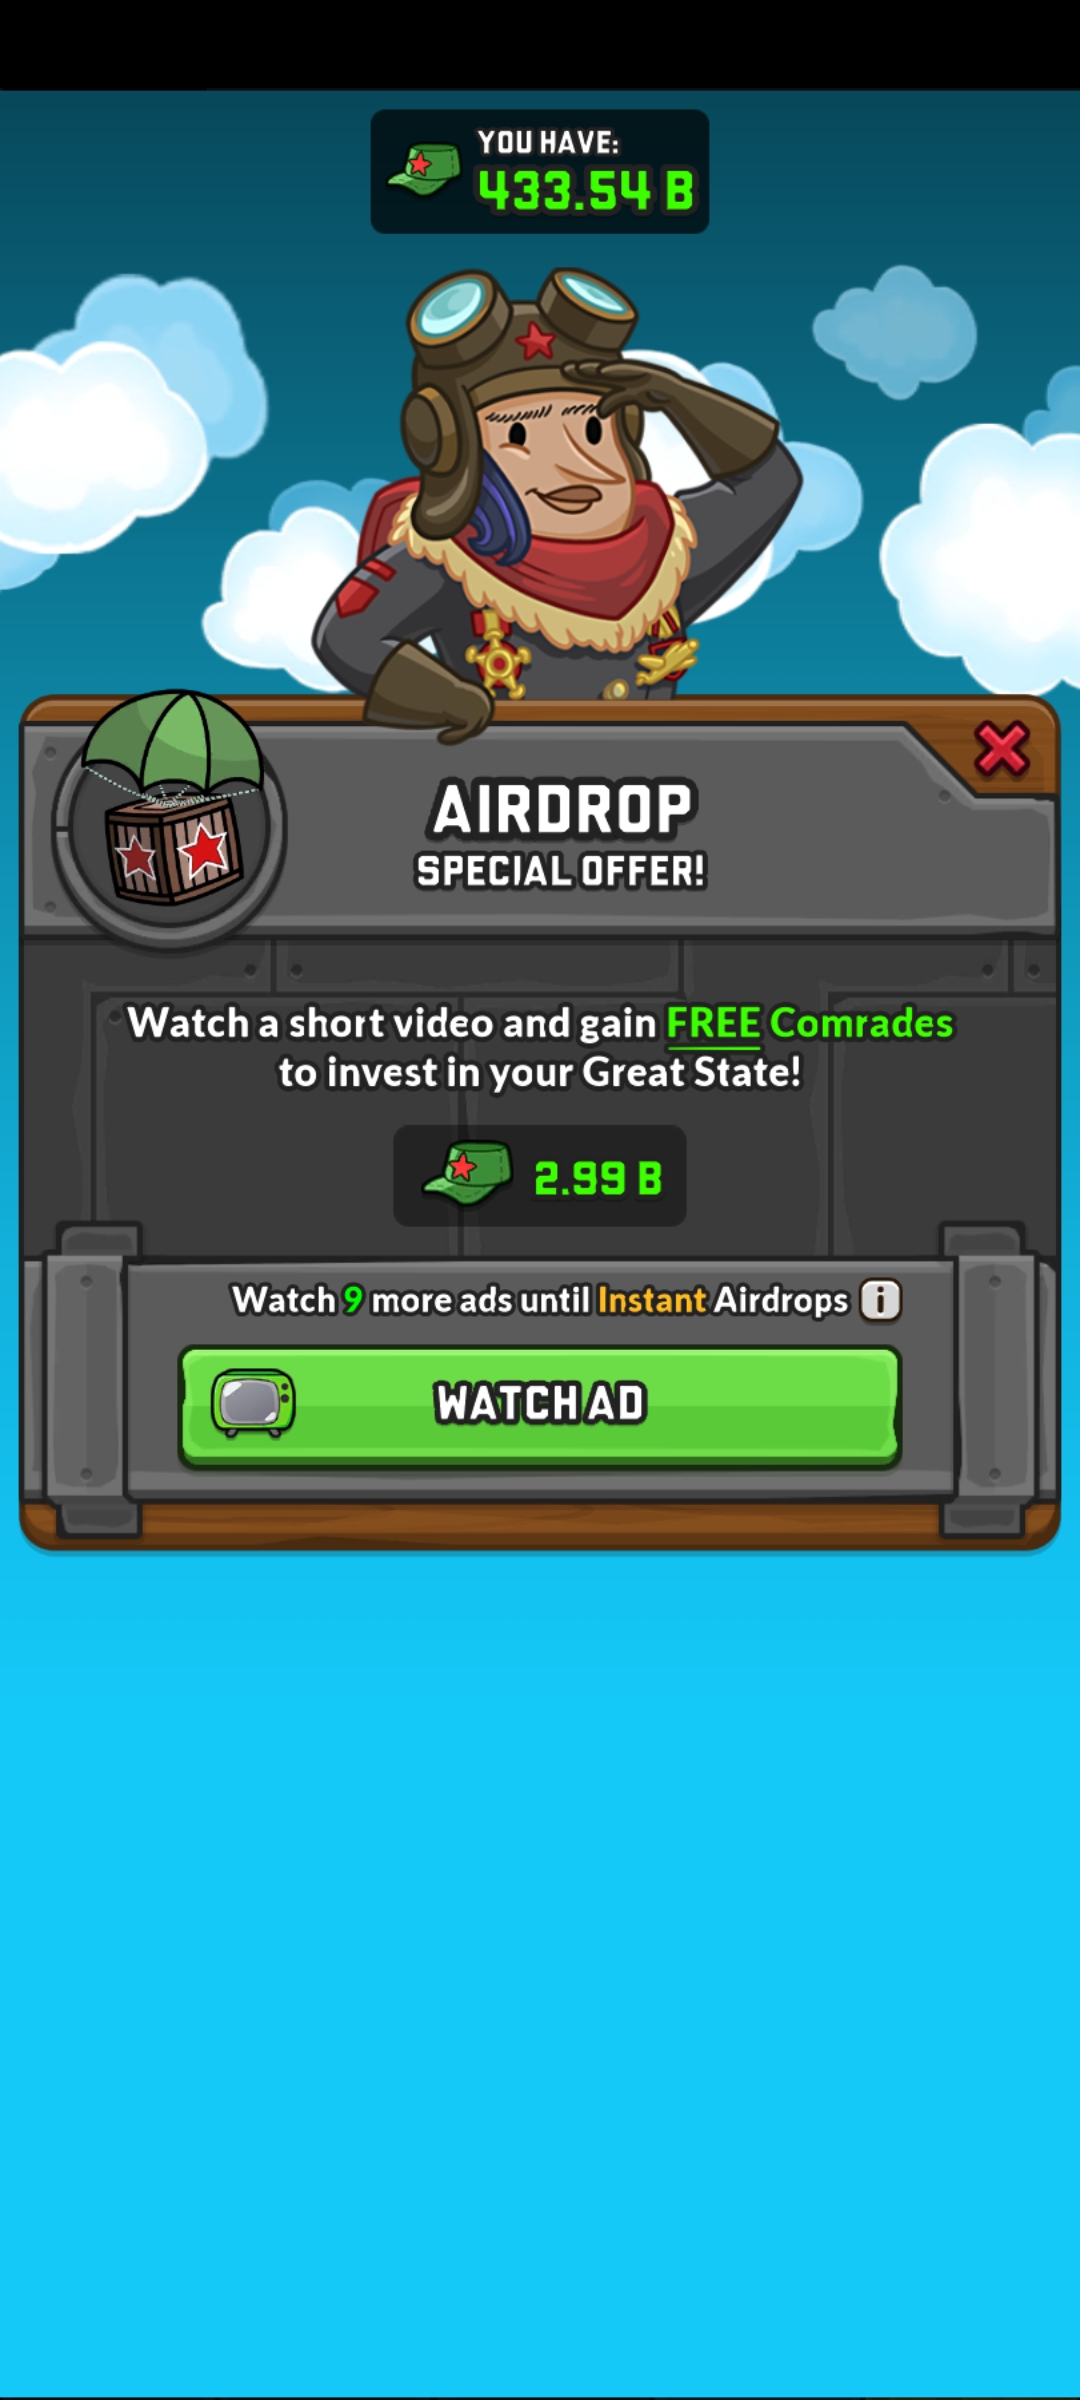 YOU HAVE:
433.54 B
AIRDROP
SPECIAL OFFER!
Watch a short video and gain FREE Comrades
to invest in your Great State!
2.99 B
Watch 9 more ads until Instant Airdrops i
WATCH AD